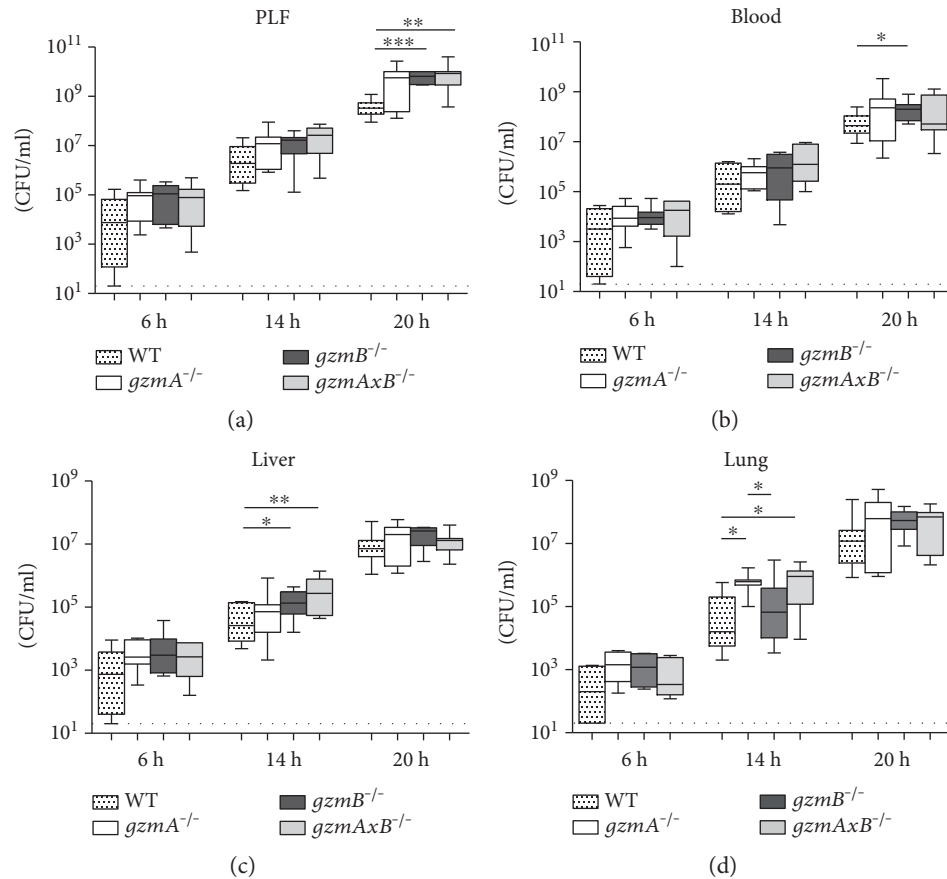 PLF
** 
***
10^11
10^9
10^7
10^5
10^3
10^1
(CFU/ml)
6 h 14 h 20 h
WT gzmB^-/-
gzmA^-/- gzmAxB^-/-
(a)
Blood
*
10^11
10^9
10^7
10^5
10^3
10^1
(CFU/ml)
6 h 14 h 20 h
WT gzmB^-/-
gzmA^-/- gzmAxB^-/-
(b)
Liver
10^9
**
*
10^7
10^5
10^3
10^1
(CFU/ml)
6 h 14 h 20 h
WT gzmB^-/-
gzmA^-/- gzmAxB^-/-
(c)
Lung
10^9
*
*
*
10^7
10^5
10^3
10^1
(CFU/ml)
6 h 14 h 20 h
WT gzmB^-/-
gzmA^-/- gzmAxB^-/-
(d)